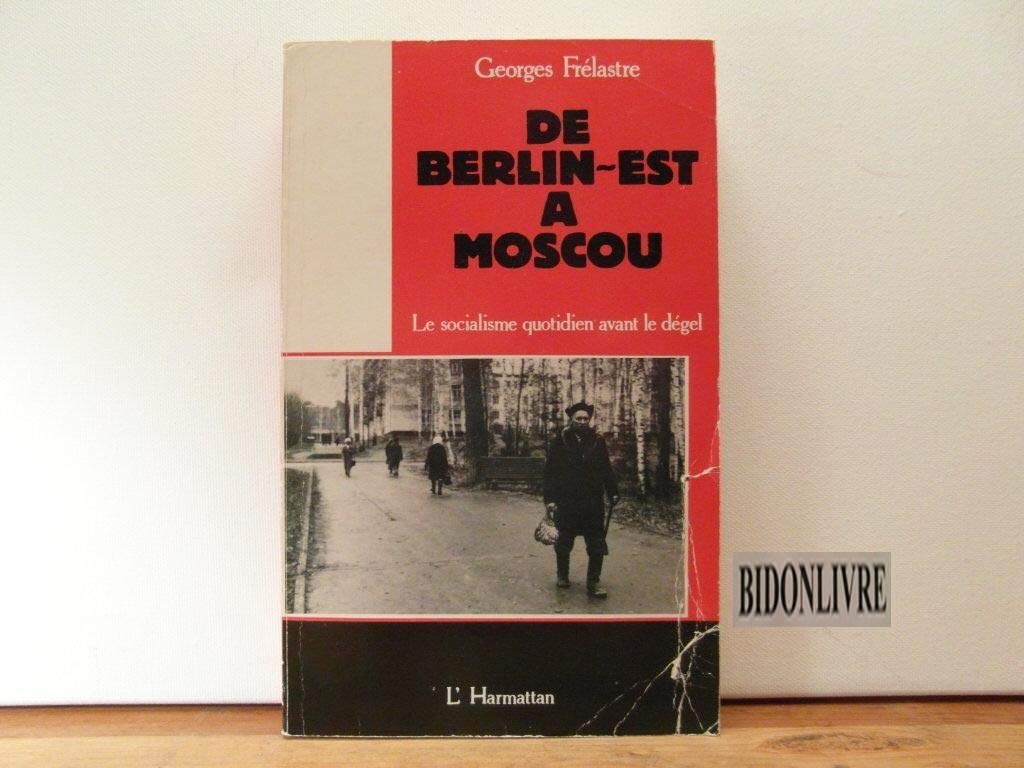 Georges Frélastre
DE
BERLIN~EST
A
MOSCOU
Le socialisme quotidien avant le dégel
L' Harmattan
BIDONLIVRE